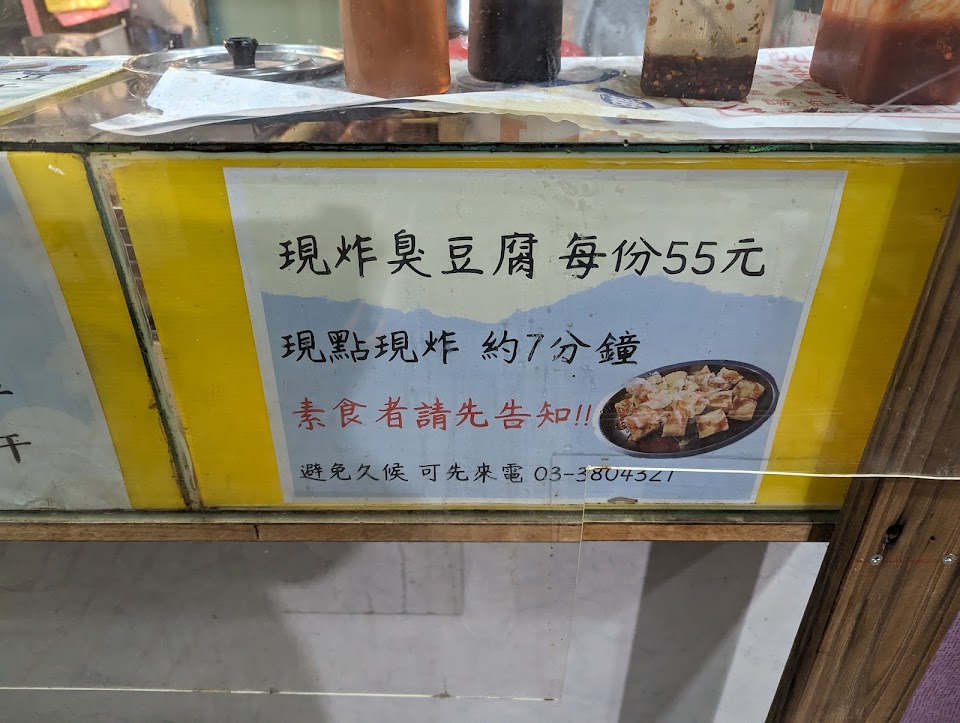 現炸臭豆腐 每份55元
現點現炸 約7分鐘
素食者請先告知!!
避免久候 可先來電 03-3804327